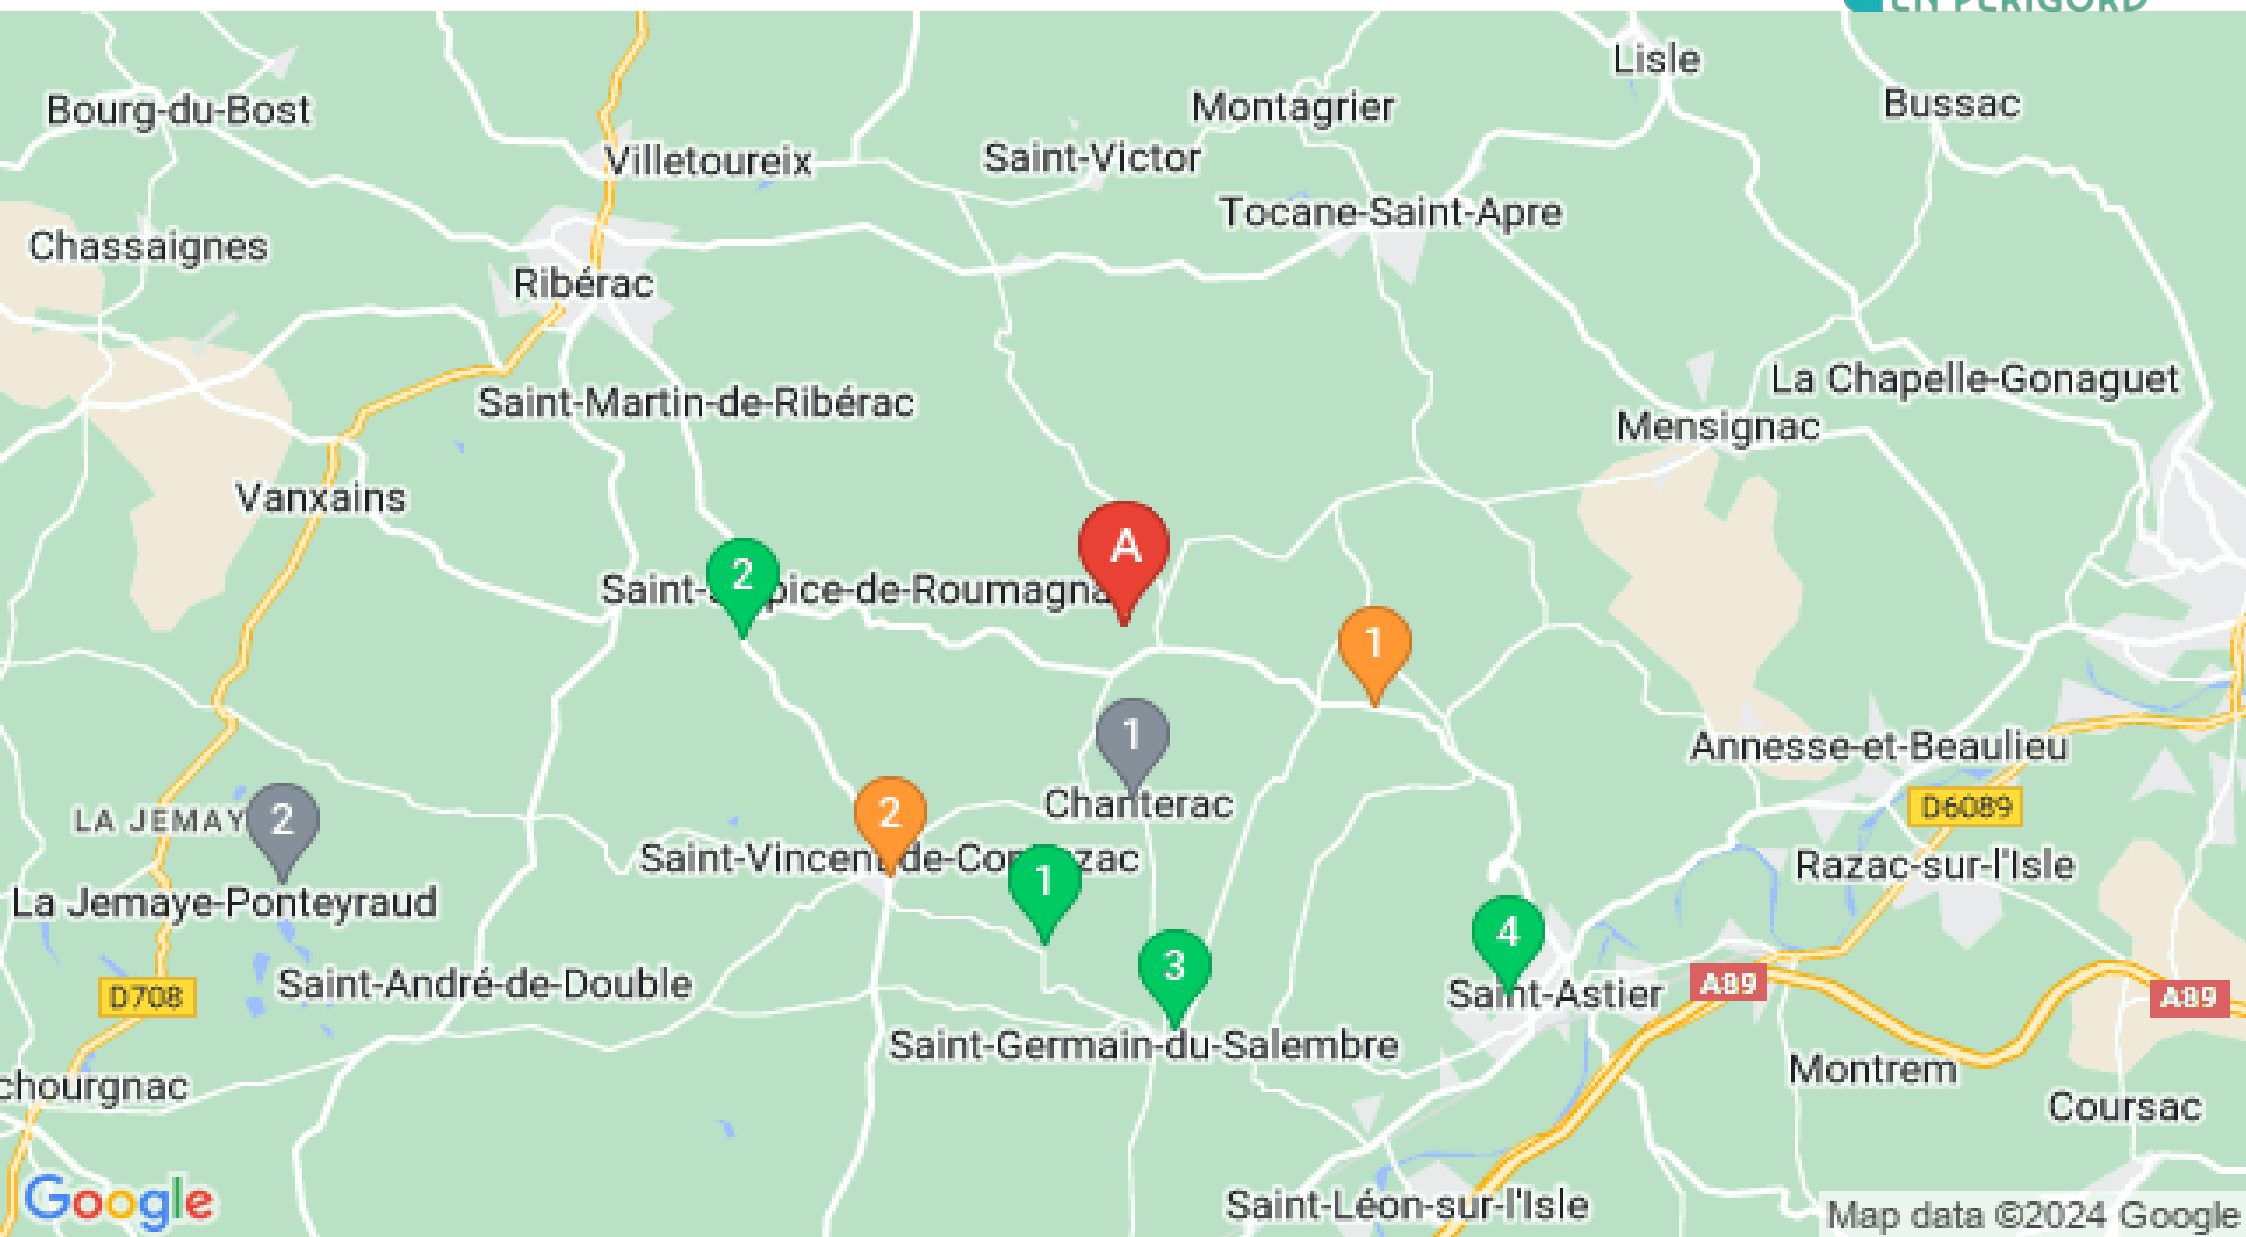 EN PÉRIGORD
Lisle
Bourg-du-Bost
Montagrier
Bussac
Villetoureix
Saint-Victor
Tocane-Saint-Apre
Chassaignes
Ribérac
La Chapelle-Gonaguet
Saint-Martin-de-Ribérac
Mensignac
Vanxains
A
2
Saint- pice-de-Roumagna
1
1
Annesse-et-Beaulieu
2
2
Chanterac
D6089
LA JEMAY
Saint-Vincent-de-Con zac
Razac-sur-l'Isle
1
La Jemaye-Ponteyraud
4
3
Saint-André-de-Double
A89
Saint-Astier
D708
A89
Saint-Germain-du-Salembre
Montrem
chourgnac
Coursac
Google
Saint-Léon-sur-l'Isle
Map data ©2024 Google